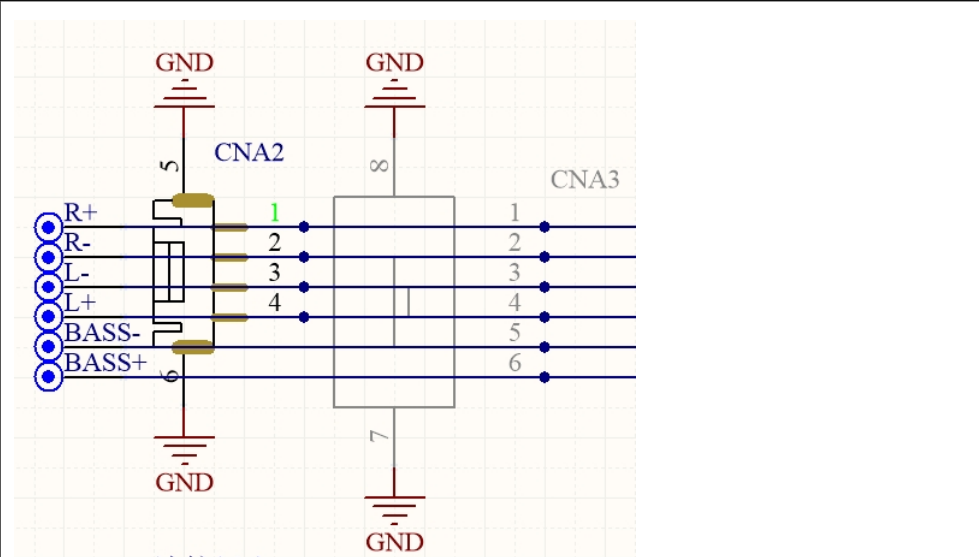 GND GND
5 CNA2 8
CNA3
R+ 1 1
R- 2 2
L- 3 3
L+ 4 4
BASS- 5
BASS+ 6 6
7
GND
GND